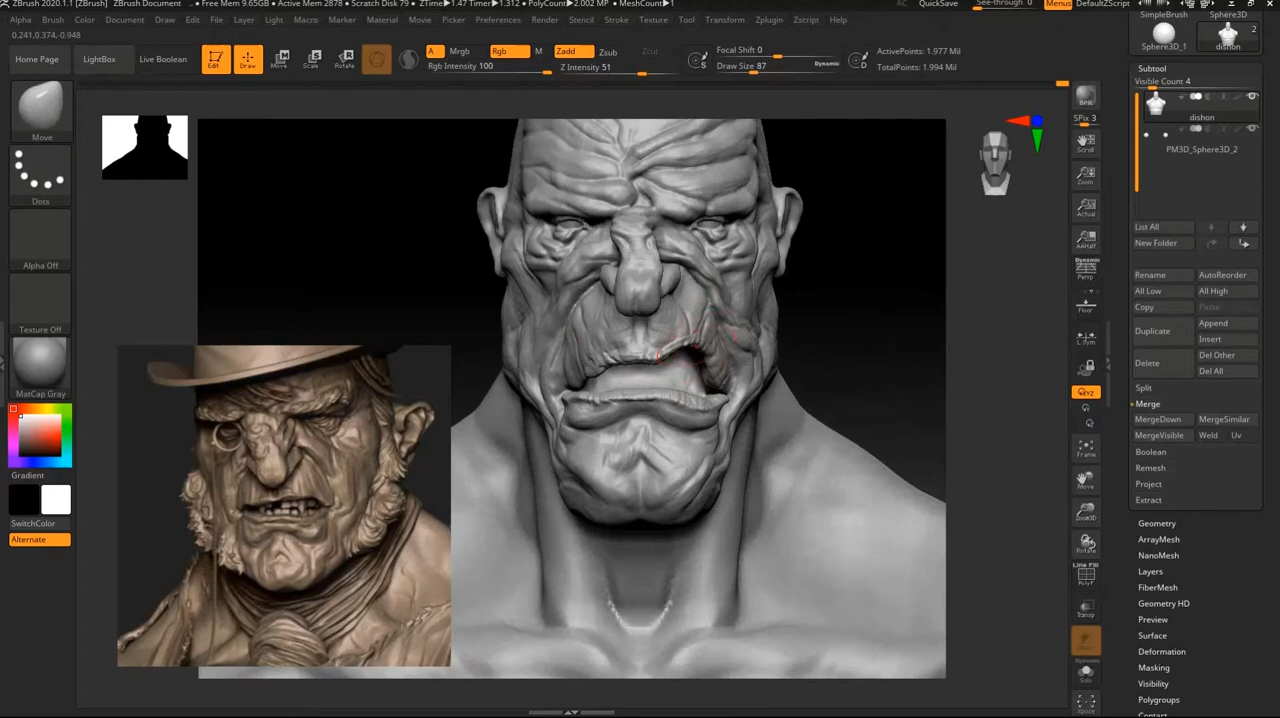 ZBrush 2020.1.1 [ZBrush] ZBrush Document .. ● Free Mem 9.65GB ● Active Mem 2878 ● Scratch Disk 79 ● ZTime▶1.47 Timer▶1.312 ● PolyCount▶2.002 MP ● MeshCount▶1 AC QuickSave See-through 0 Menus DefaultZScript
Alpha Brush Color Document Draw Edit File Layer Light Macro Marker Material Movie Picker Preferences Render Stencil Stroke Texture Tool Transform Zplugin Zscript Help
0.241,0.374,-0.948
Home Page LightBox Live Boolean Edit Draw Move Scale Rotate
A Mrgb Rgb M Zadd Zsub Zcut
Rgb Intensity 100 Z Intensity 51
Focal Shift 0
Draw Size 87 Dynamic
S
D
ActivePoints: 1.977 Mil
TotalPoints: 1.994 Mil
Move
Dots
Alpha Off
Texture Off
MatCap Gray
Gradient
SwitchColor
Alternate
BPR
SPix 3
Scroll
Zoom
Actual
AAHalf
Dynamic
Persp
Floor
L.Sym
XYZ
Frame
Move
Zoom3D
Rotate
Line Fill
PolyF
Transp
Dynamic
Solo
Xpose
SimpleBrush Sphere3D
2
Sphere3D_1 dishon
Subtool
Visible Count 4
dishon
PM3D_Sphere3D_2
List All
New Folder
Rename AutoReorder
All Low All High
Copy Paste
Duplicate Append
Insert
Delete Del Other
Del All
Split
Merge
MergeDown MergeSimilar
MergeVisible Weld Uv
Boolean
Remesh
Project
Extract
Geometry
ArrayMesh
NanoMesh
Layers
FiberMesh
Geometry HD
Preview
Surface
Deformation
Masking
Visibility
Polygroups
Contact